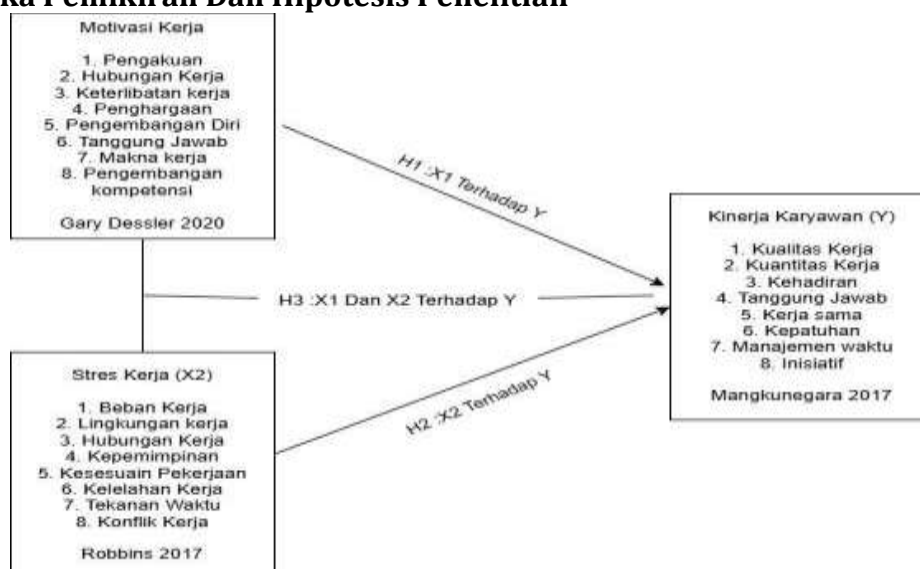 ka Pemikiran Dan Hipotesis Penelitian
Motivasi Kerja
1. Pengakuan
2. Hubungan Kerja
3. Keterlibatan kerja
4. Penghargaan
5. Pengembangan Diri
6. Tanggung Jawab
7. Makna kerja
8. Pengembangan
kompetensi
Gary Dessler 2020
H1 :X1 Terhadap Y
H3 :X1 Dan X2 Terhadap Y
H2 :X2 Terhadap Y
Stres Kerja (X2)
1. Beban Kerja
2. Lingkungan kerja
3. Hubungan Kerja
4. Kepemimpinan
5. Kesesuain Pekerjaan
6. Kelelahan Kerja
7. Tekanan Waktu
8. Konflik Kerja
Robbins 2017
Kinerja Karyawan (Y)
1. Kualitas Kerja
2. Kuantitas Kerja
3. Kehadiran
4. Tanggung Jawab
5. Kerja sama
6. Kepatuhan
7. Manajemen waktu
8. Inisiatif
Mangkunegara 2017